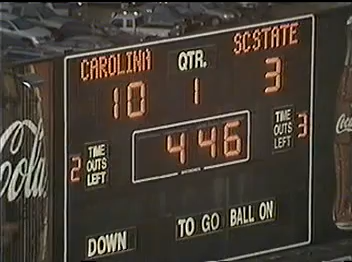 CAROLINA QTR. SCSTATE
10 1 3
2 TIME OUTS LEFT 4 46 TIME OUTS LEFT 3
DOWN TO GO BALL ON
Cola
Coca